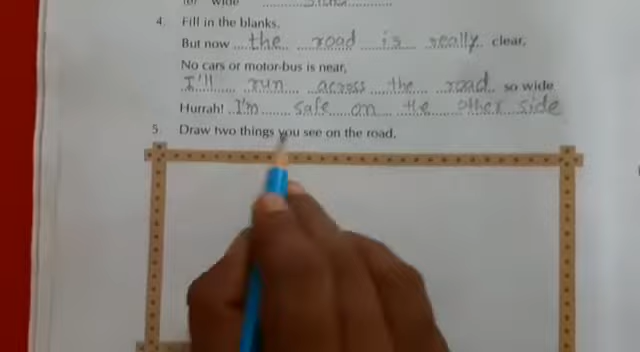 (b) wide
4. Fill in the blanks.
But now the road is really clear,
No cars or motor-bus is near,
I'll run across the road so wide
Hurrah! I'm safe on the other side
5. Draw two things you see on the road.